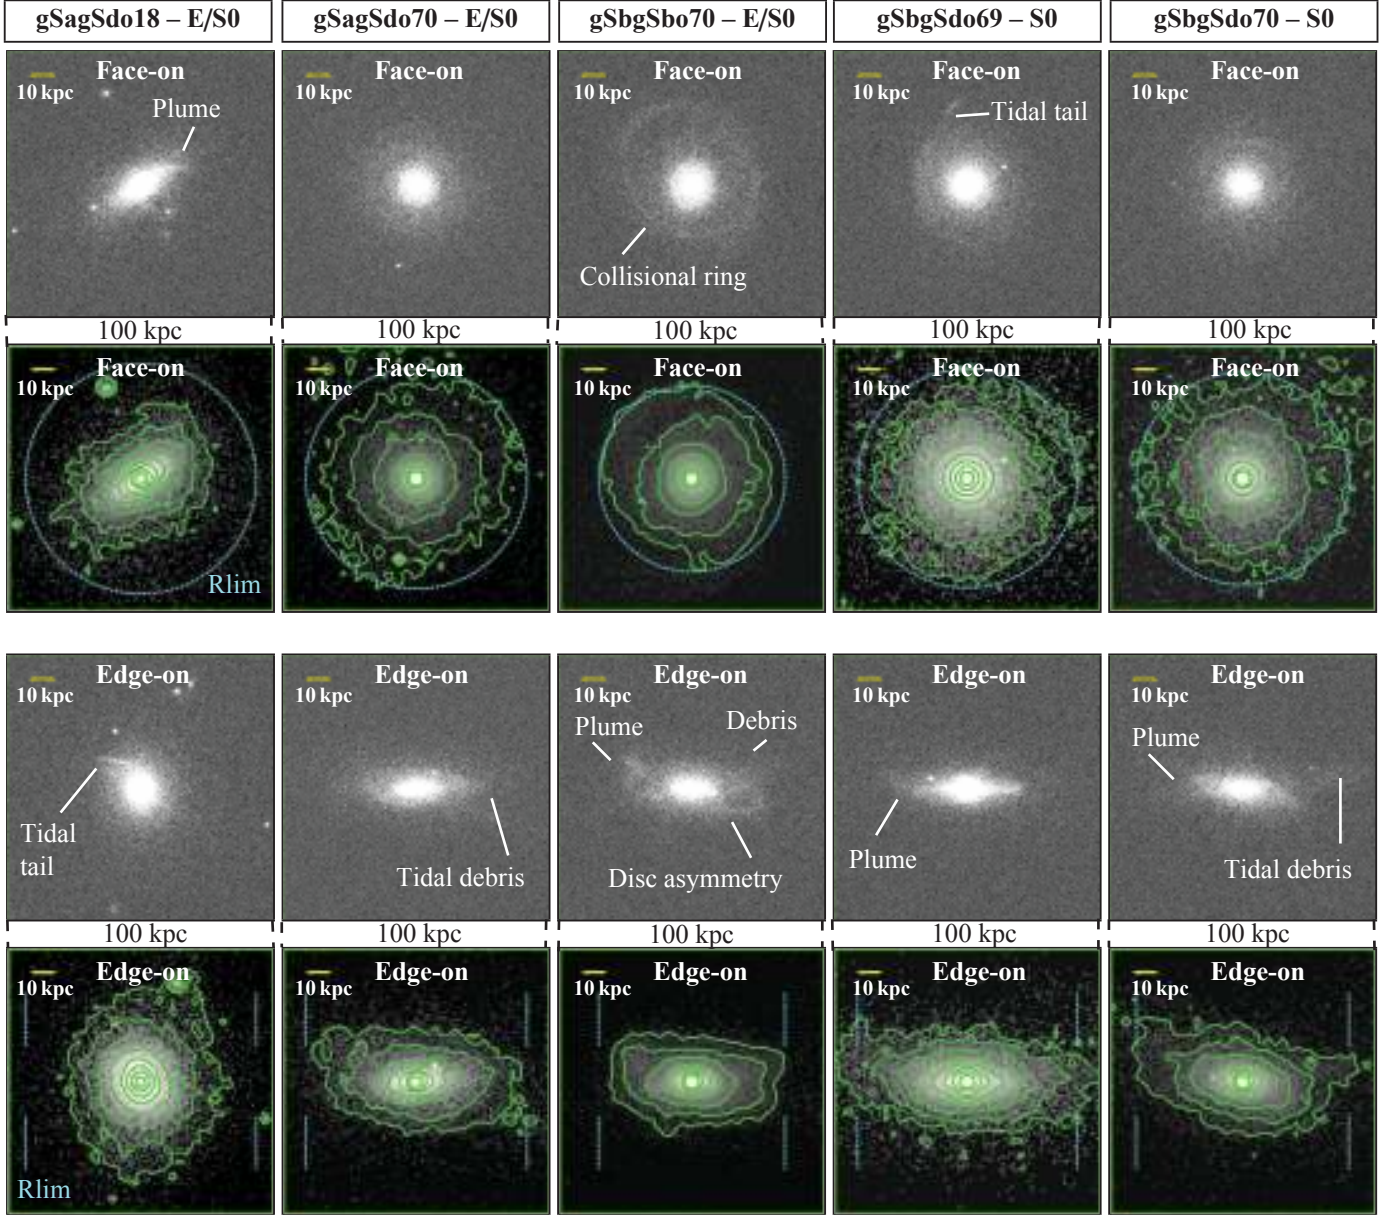 gSagSdo18 – E/S0
gSagSdo70 – E/S0
gSbgSbo70 – E/S0
gSbgSdo69 – S0
gSbgSdo70 – S0
Face-on
10 kpc
Plume
Face-on
10 kpc
Face-on
10 kpc
Collisional ring
Face-on
10 kpc
Tidal tail
Face-on
10 kpc
100 kpc
100 kpc
100 kpc
100 kpc
100 kpc
Face-on
10 kpc
Rlim
Face-on
10 kpc
Face-on
10 kpc
Face-on
10 kpc
Face-on
10 kpc
Edge-on
10 kpc
Tidal
tail
Edge-on
10 kpc
Tidal debris
Edge-on
10 kpc
Plume
Debris
Disc asymmetry
Edge-on
10 kpc
Plume
Edge-on
10 kpc
Plume
Tidal debris
100 kpc
100 kpc
100 kpc
100 kpc
100 kpc
Edge-on
10 kpc
Rlim
Edge-on
10 kpc
Edge-on
10 kpc
Edge-on
10 kpc
Edge-on
10 kpc